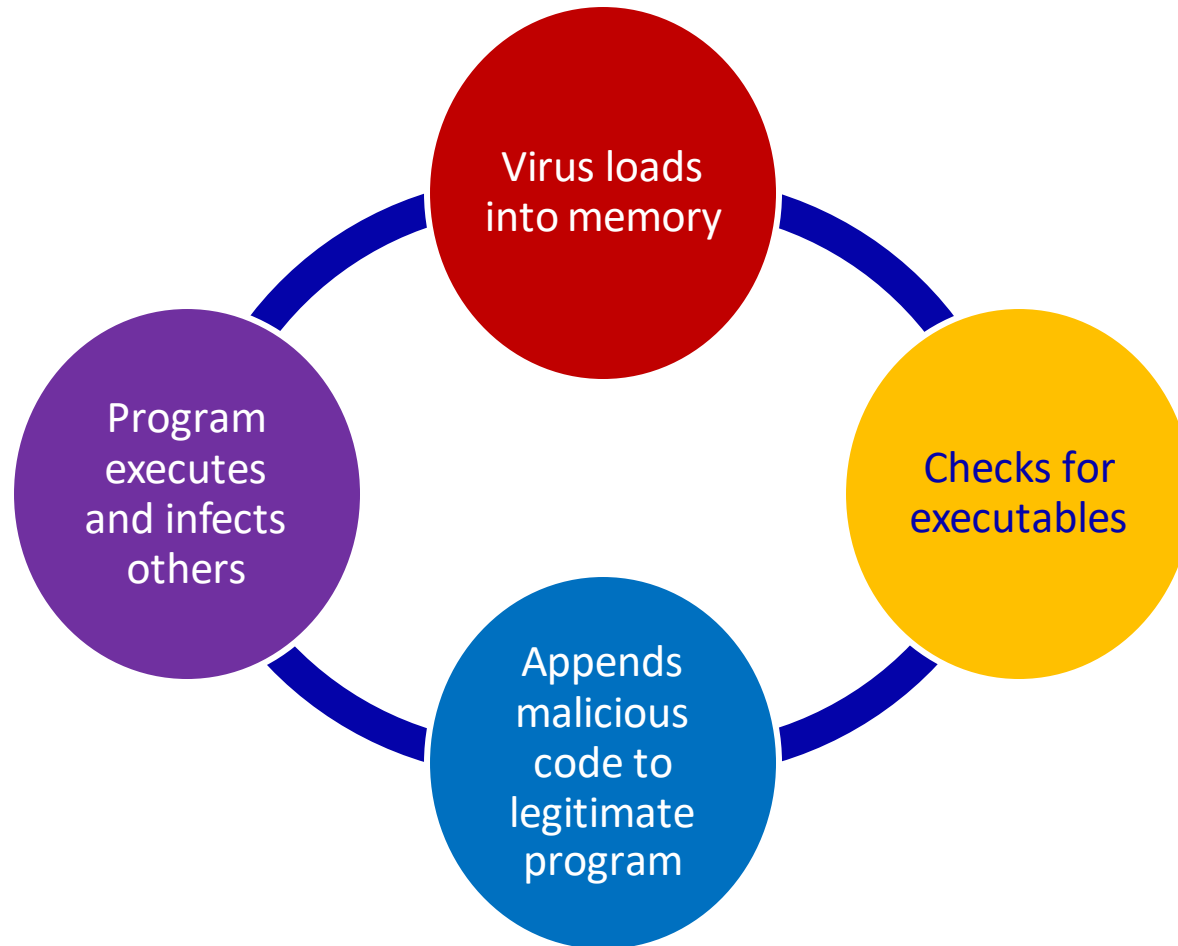 Virus loads
into memory
Checks for
executables
Appends
malicious
code to
legitimate
program
Program
executes
and infects
others